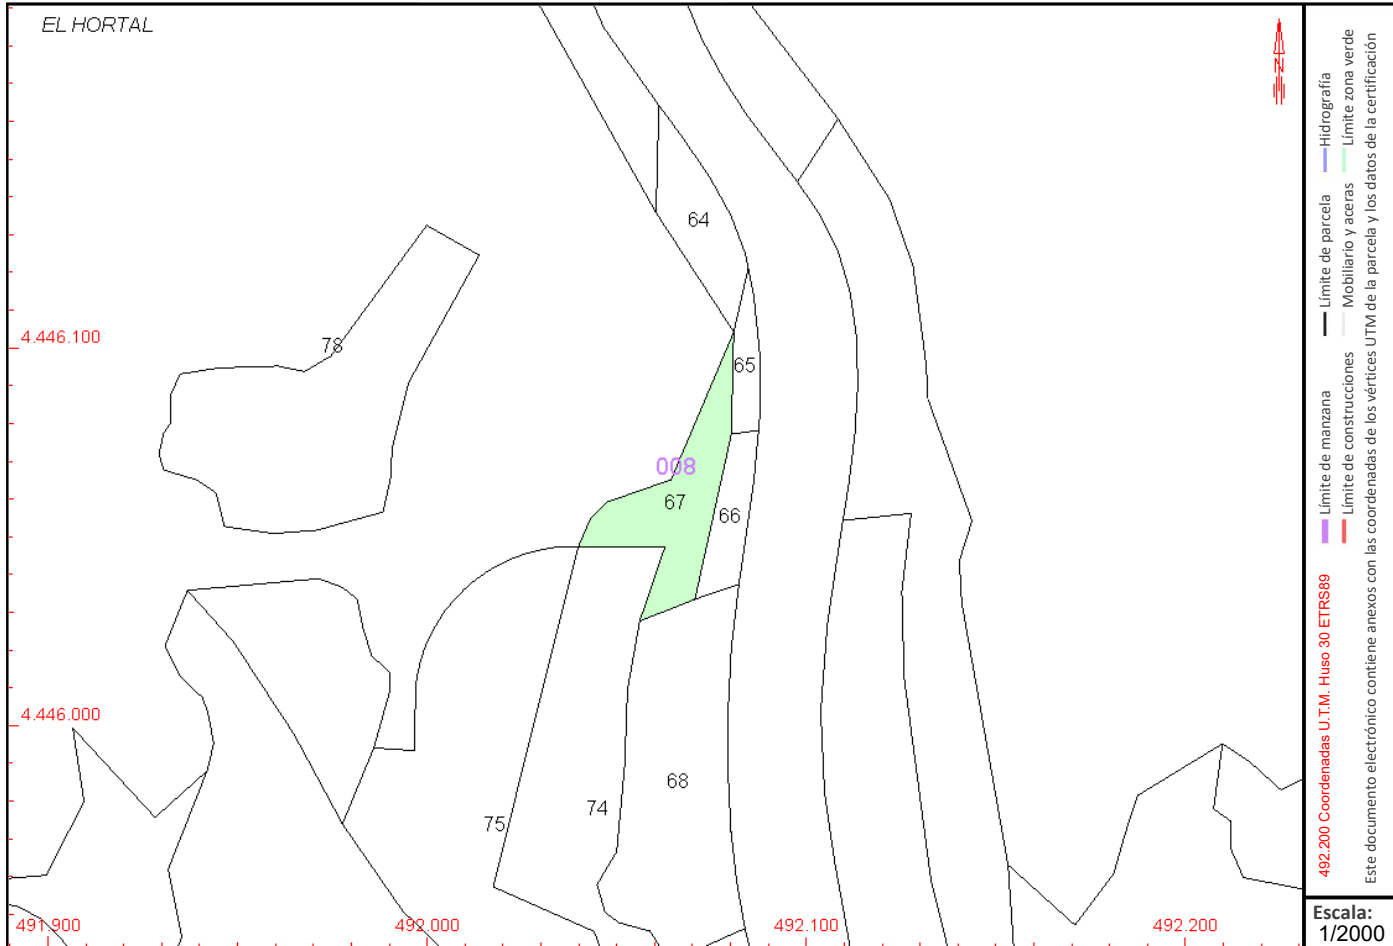 EL HORTAL
64
78
4.446.100
65
008
67
66
4.446.000
68
74
75
491.900
492.000
492.100
492.200
N
Hidrografía
Límite zona verde
Límite de parcela
Mobiliario y aceras
Límite de manzana
Límite de construcciones
492.200 Coordenadas U.T.M. Huso 30 ETRS89
Este documento electrónico contiene anexos con las coordenadas de los vértices UTM de la parcela y los datos de la certificación
Escala:
1/2000